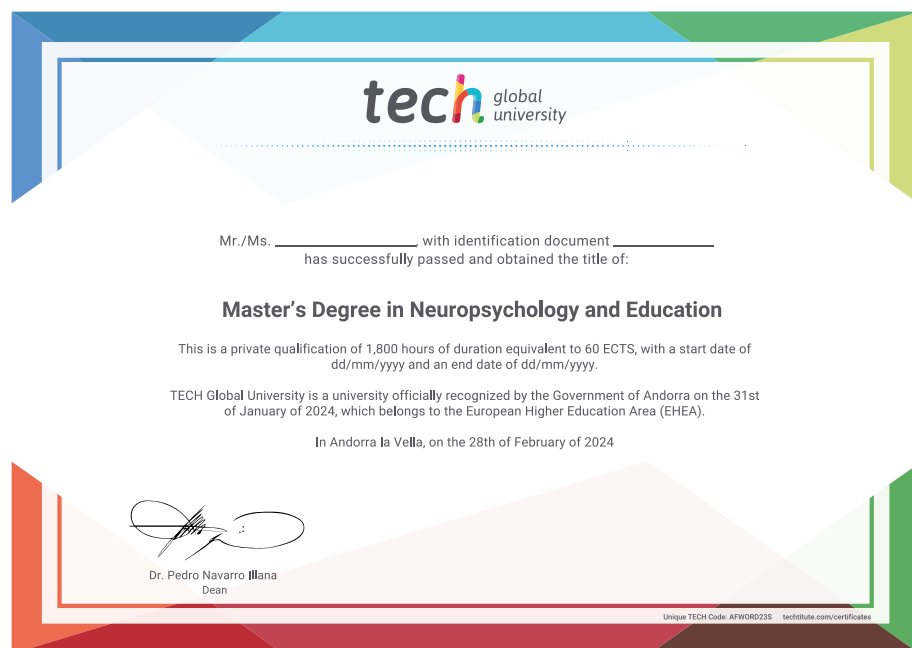 tech global
university
Mr./Ms. ____________, with identification document ____________
has successfully passed and obtained the title of:
Master's Degree in Neuropsychology and Education
This is a private qualification of 1,800 hours of duration equivalent to 60 ECTS, with a start date of
dd/mm/yyyy and an end date of dd/mm/yyyy.
TECH Global University is a university officially recognized by the Government of Andorra on the 31st
of January of 2024, which belongs to the European Higher Education Area (EHEA).
In Andorra la Vella, on the 28th of February of 2024
Dr. Pedro Navarro Illana
Dean
Unique TECH Code: AFWORD23S techtitute.com/certificates